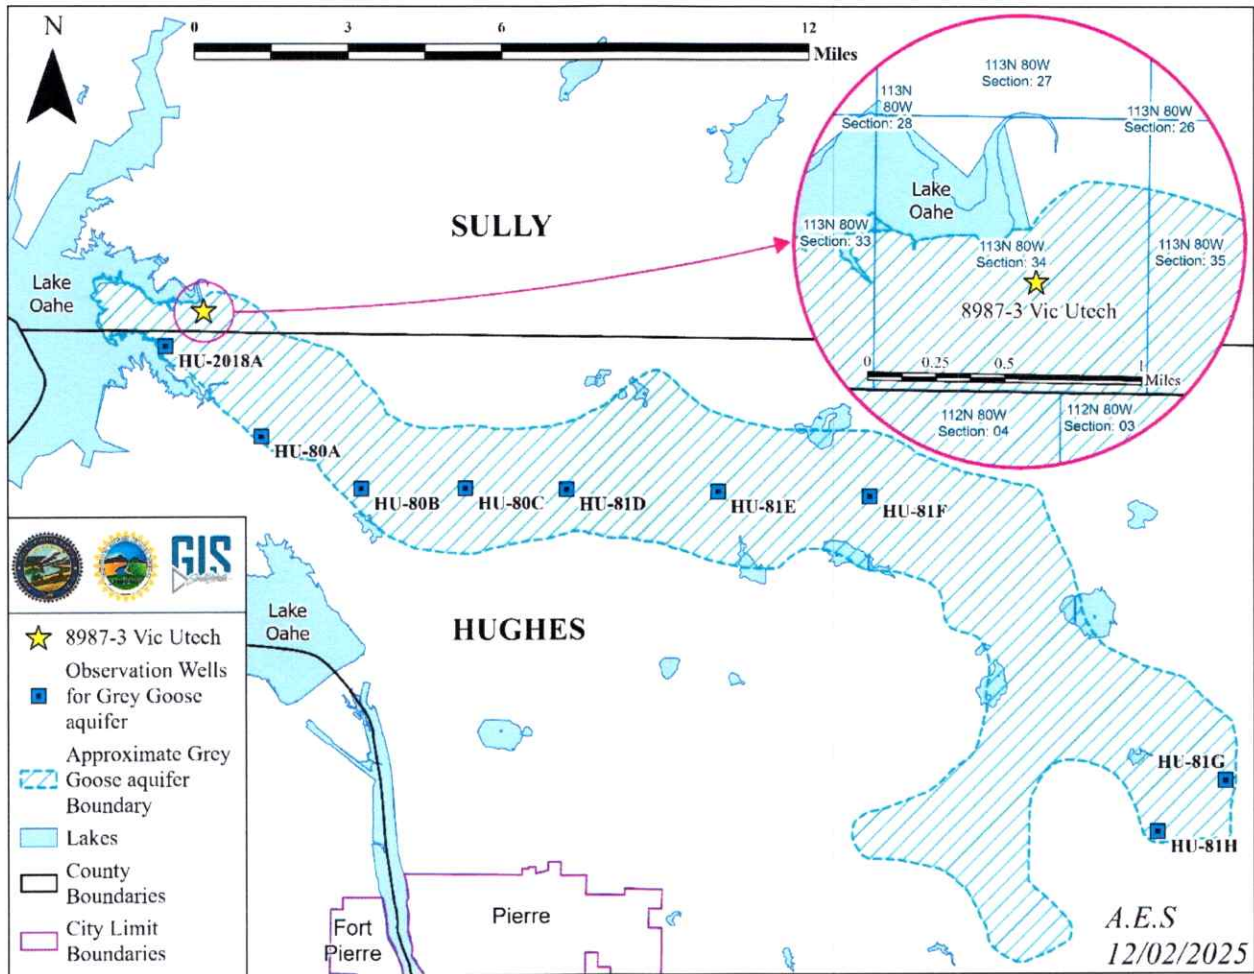 N
0 3 6 12
Miles
113N 80W
Section: 27
113N
80W
Section: 28
113N 80W
Section: 26
Lake
Oahe
113N 80W
Section: 33
113N 80W
Section: 34
113N 80W
Section: 35
8987-3 Vic Utech
0 0.25 0.5 1
Miles
112N 80W
Section: 04
112N 80W
Section: 03
SULLY
Lake
Oahe
HU-2018A
HU-80A
HU-80B
HU-80C
HU-81D
HU-81E
HU-81F
HUGHES
Lake
Oahe
HU-81G
HU-81H
Fort
Pierre
Pierre
GIS
8987-3 Vic Utech
Observation Wells
for Grey Goose
aquifer
Approximate Grey
Goose aquifer
Boundary
Lakes
County
Boundaries
City Limit
Boundaries
A.E.S
12/02/2025